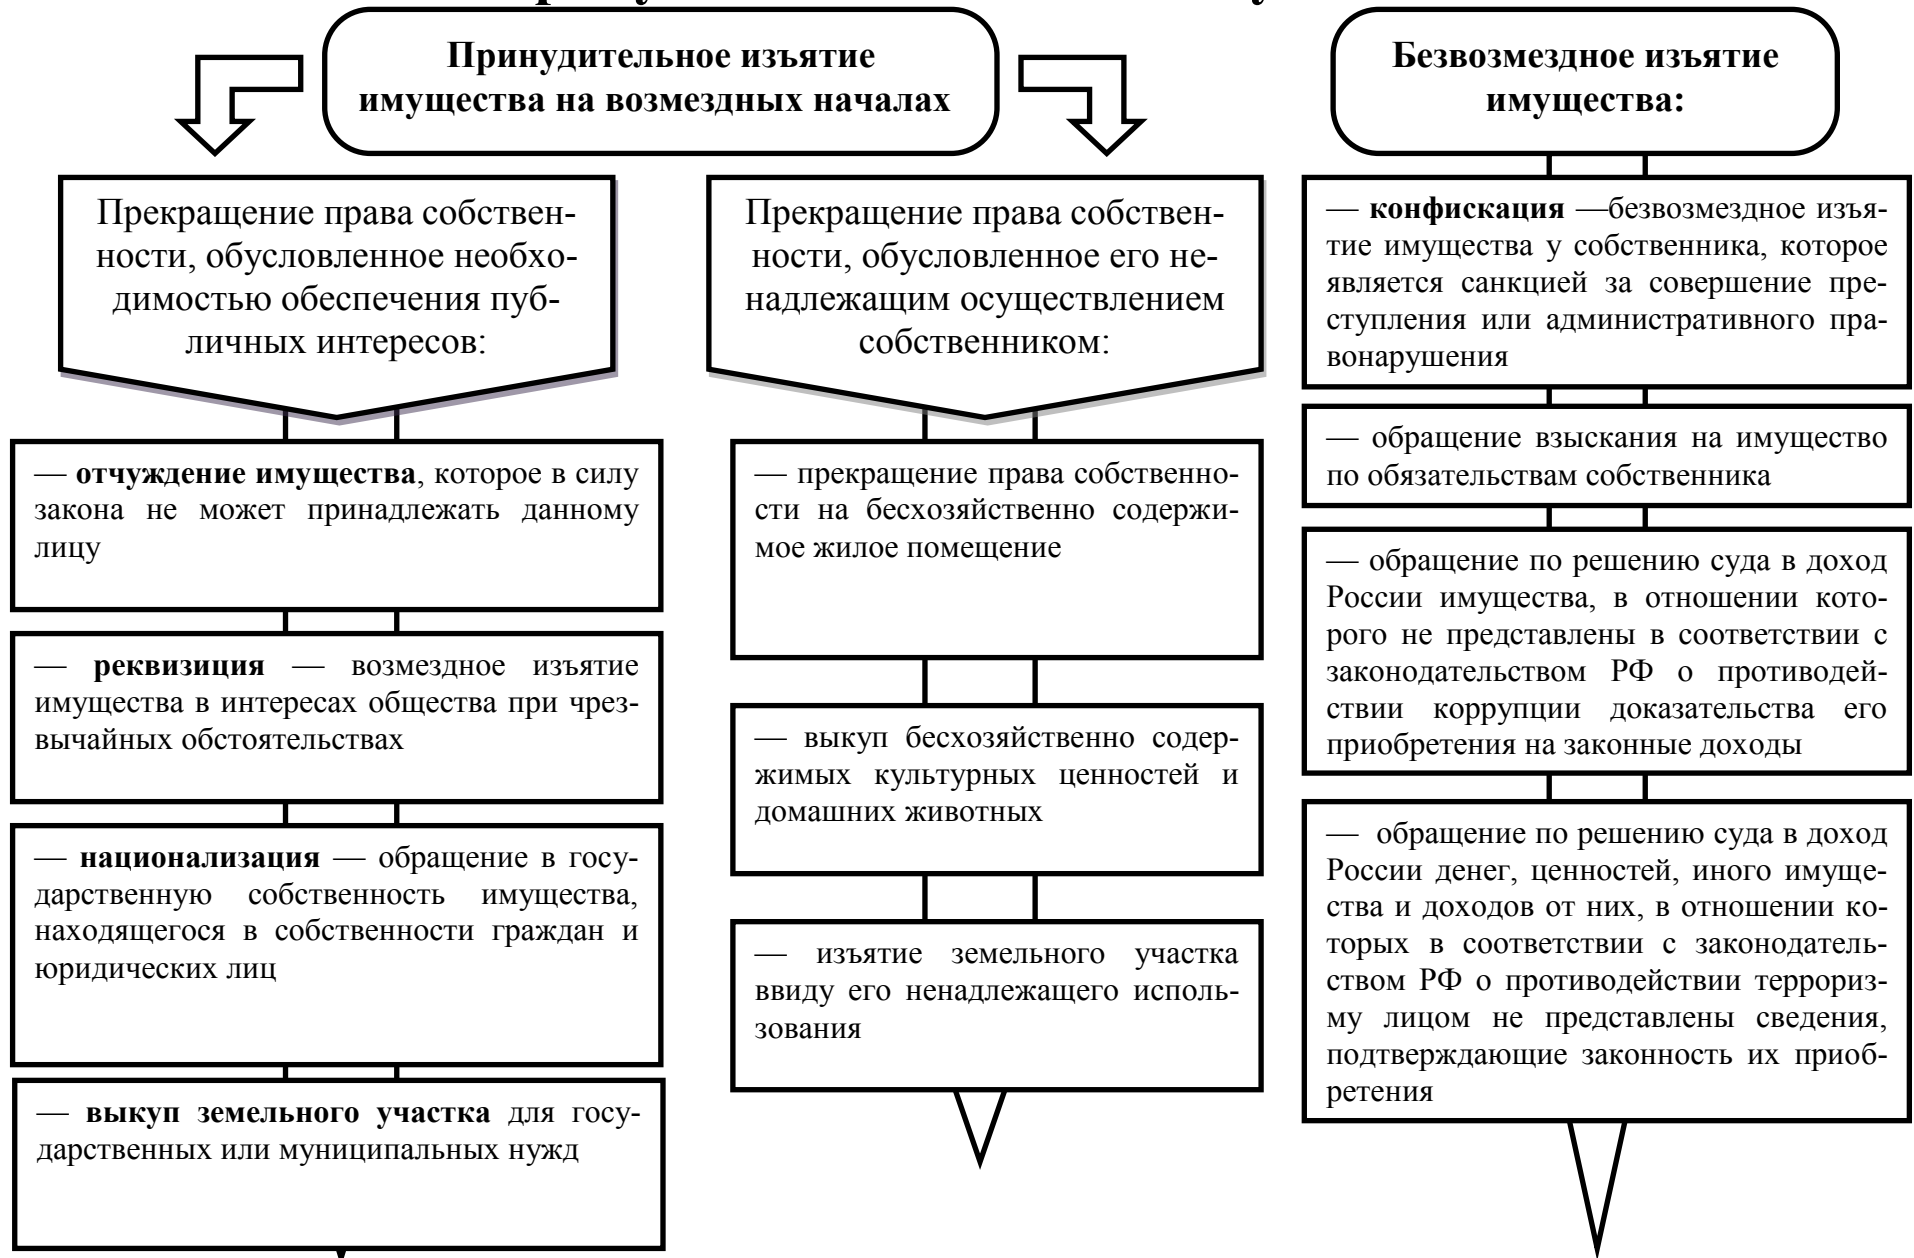 Принудительное изъятие
имущества на возмездных началах
Прекращение права собствен-
ности, обусловленное необхо-
димостью обеспечения пуб-
личных интересов:
— отчуждение имущества, которое в силу
закона не может принадлежать данному
лицу
— реквизиция — возмездное изъятие
имущества в интересах общества при чрез-
вычайных обстоятельствах
— национализация — обращение в госу-
дарственную собственность имущества,
находящегося в собственности граждан и
юридических лиц
— выкуп земельного участка для госу-
дарственных или муниципальных нужд
Прекращение права собствен-
ности, обусловленное его не-
надлежащим осуществлением
собственником:
— прекращение права собственно-
сти на бесхозяйственно содержи-
мое жилое помещение
— выкуп бесхозяйственно содер-
жимых культурных ценностей и
домашних животных
— изъятие земельного участка
ввиду его ненадлежащего исполь-
зования
Безвозмездное изъятие
имущества:
— конфискация —безвозмездное изъя-
тие имущества у собственника, которое
является санкцией за совершение пре-
ступления или административного пра-
вонарушения
— обращение взыскания на имущество
по обязательствам собственника
— обращение по решению суда в доход
России имущества, в отношении кото-
рого не представлены в соответствии с
законодательством РФ о противодей-
ствии коррупции доказательства его
приобретения на законные доходы
— обращение по решению суда в доход
России денег, ценностей, иного имуще-
ства и доходов от них, в отношении ко-
торых в соответствии с законодатель-
ством РФ о противодействии террориз-
му лицом не представлены сведения,
подтверждающие законность их приоб-
ретения